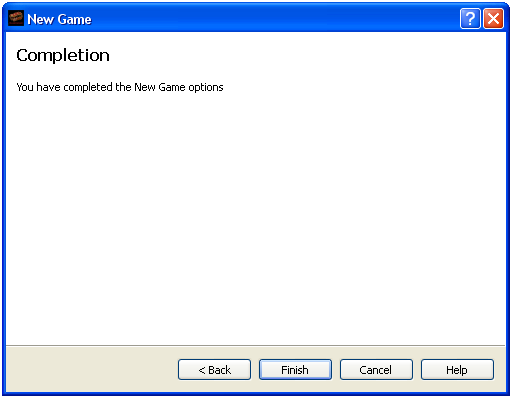 New Game
Completion
You have completed the New Game options
< Back
Finish
Cancel
Help